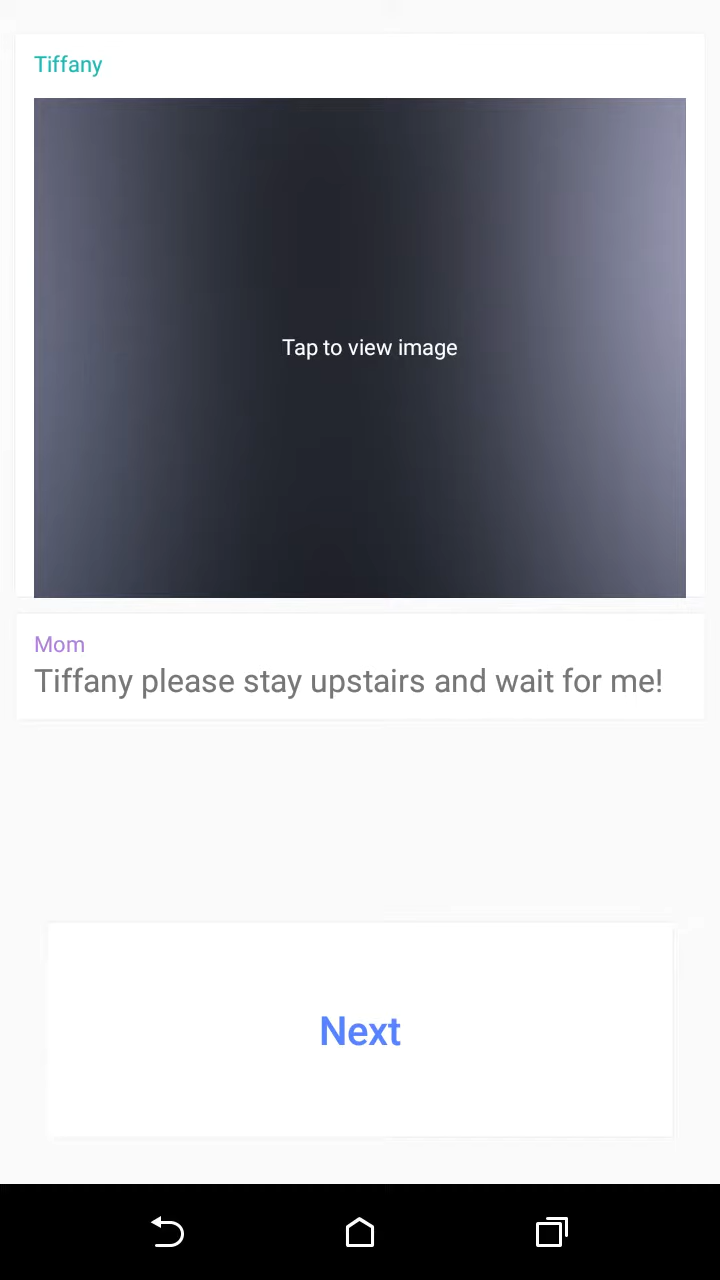 Tiffany
Tap to view image
Mom
Tiffany please stay upstairs and wait for me!
Next